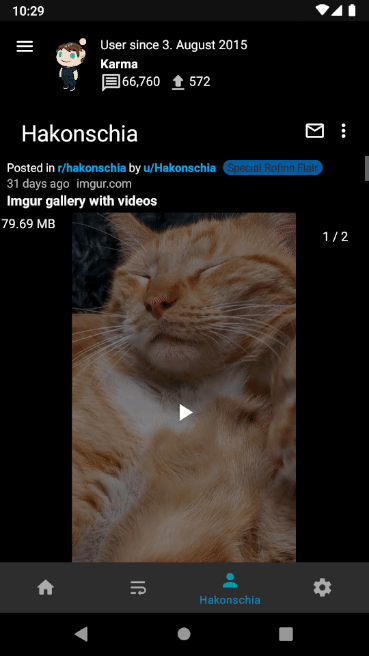 10:29
User since 3. August 2015
Karma
66,760 572
Hakonschia
Posted in r/hakonschia by u/Hakonschia Special Rofinn Flair
31 days ago imgur.com
Imgur gallery with videos
79.69 MB
1 / 2
Hakonschia